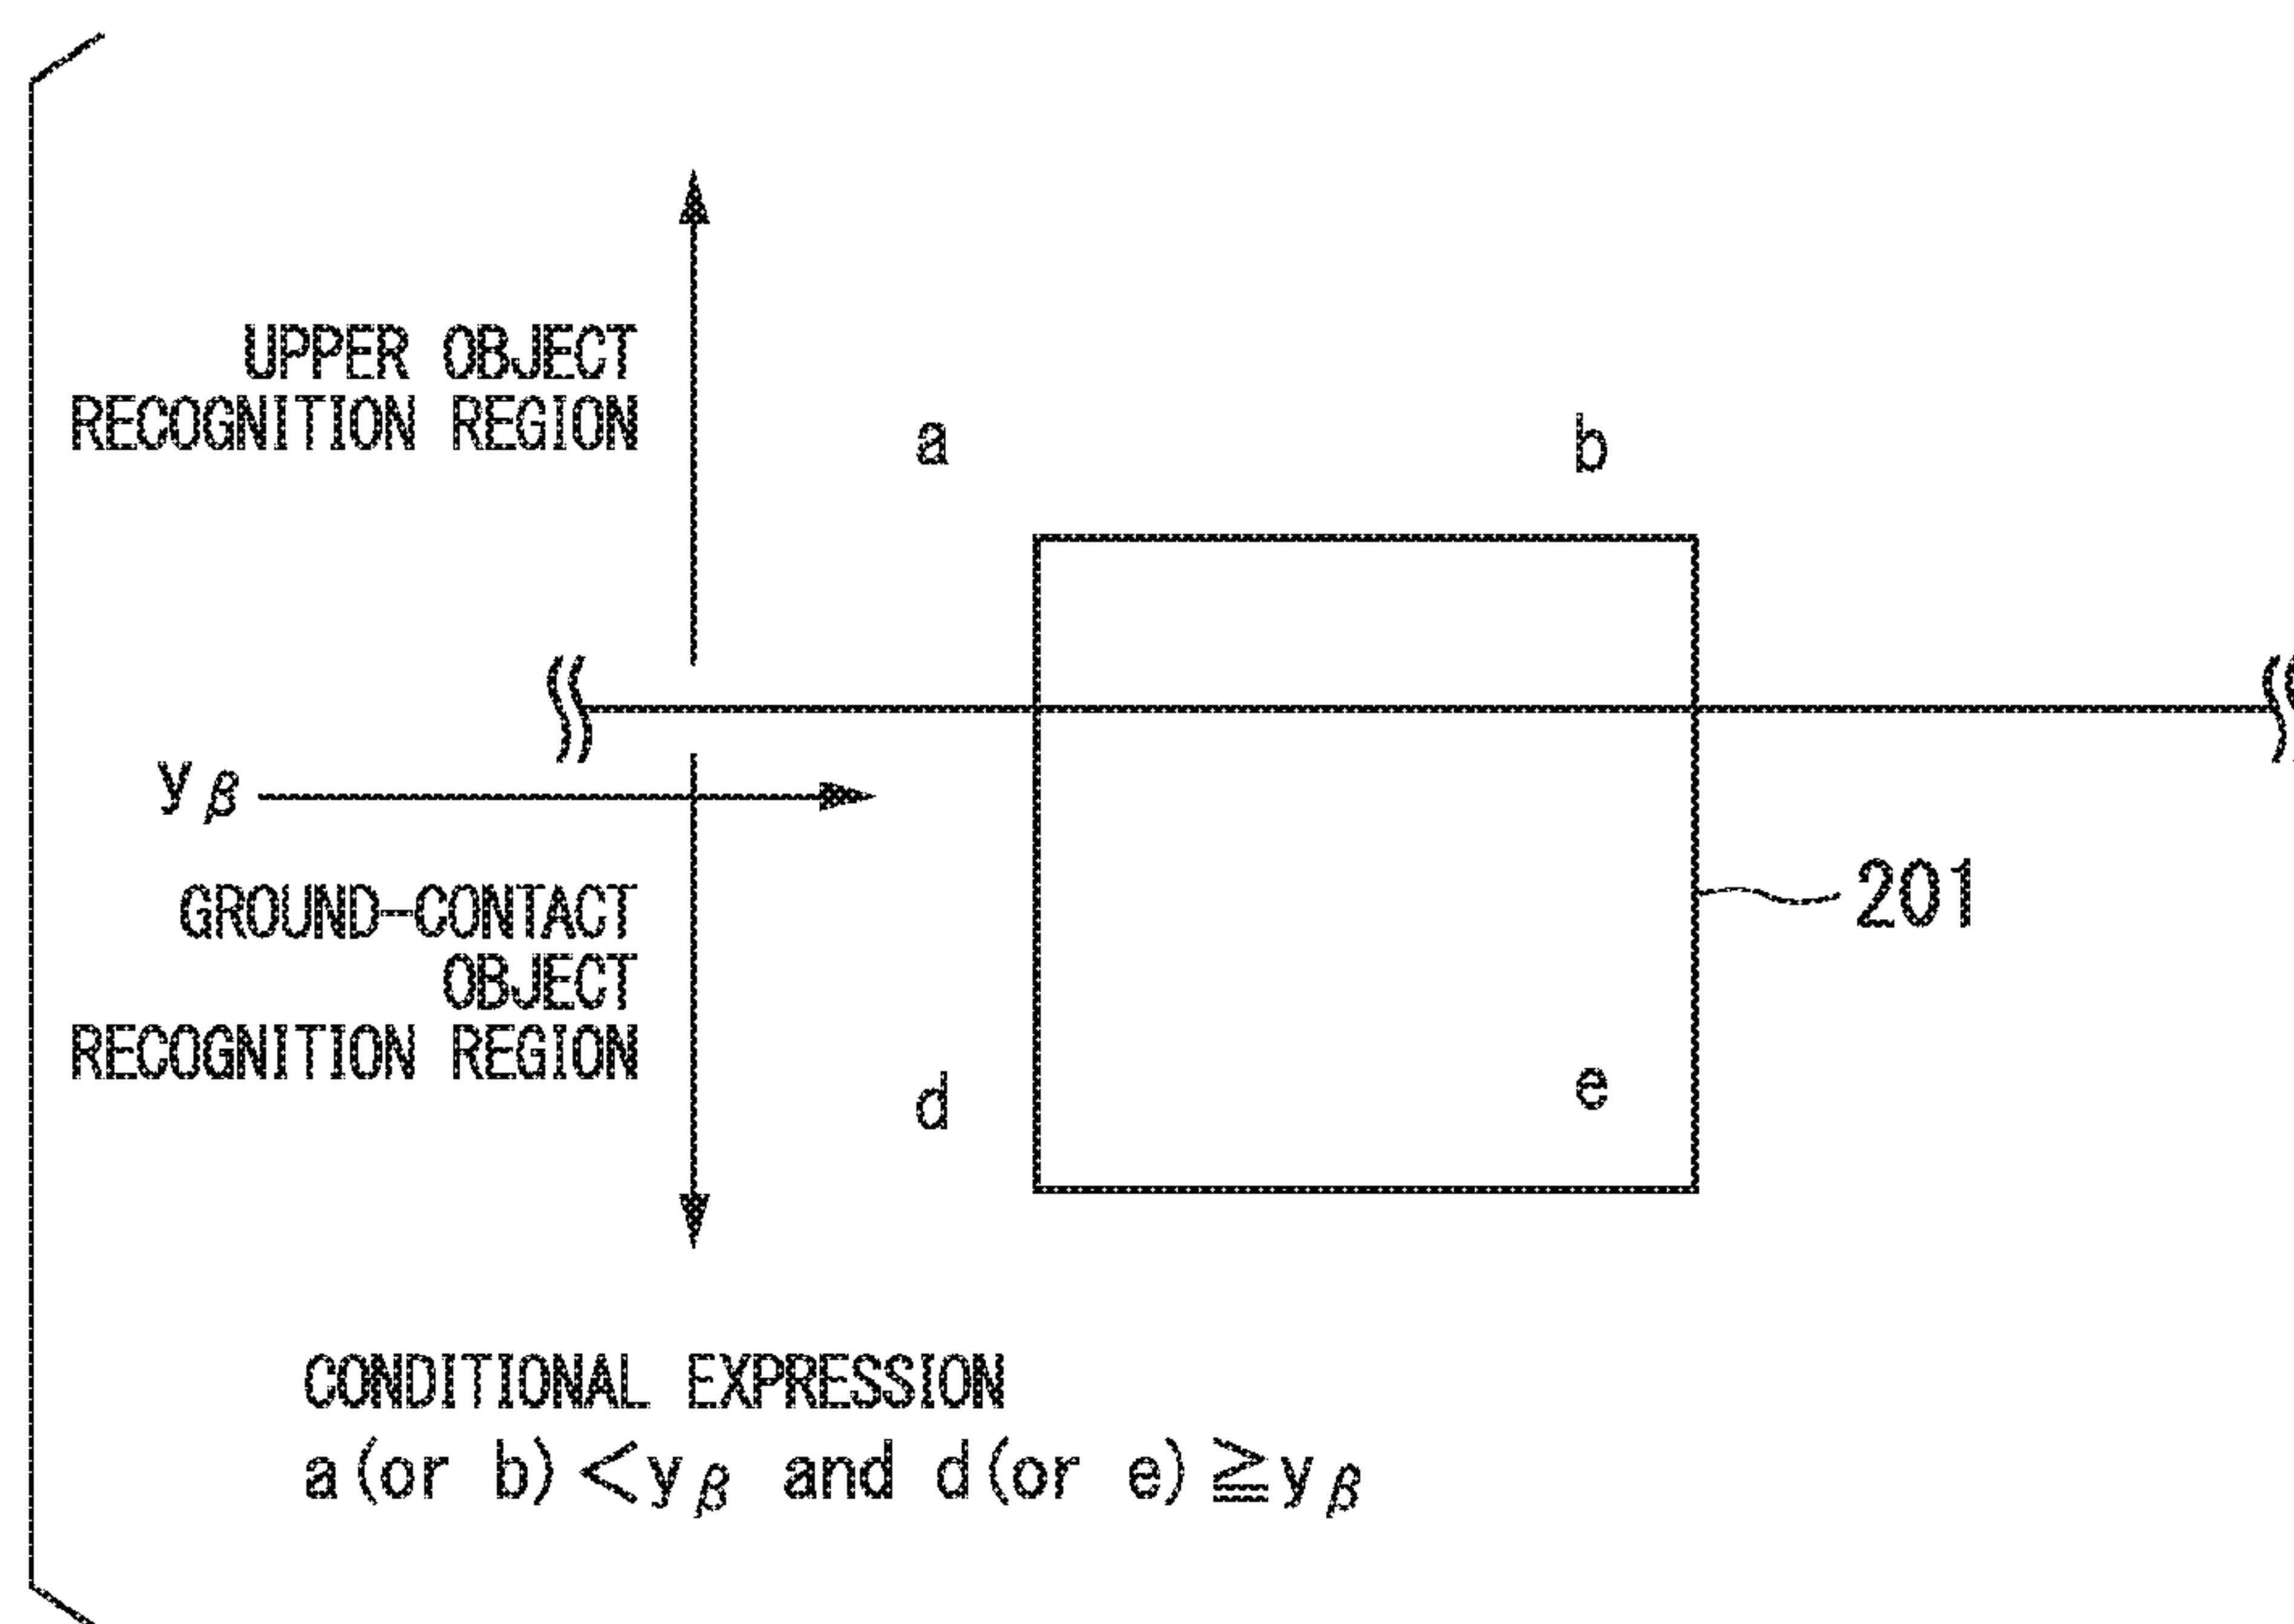 UPPER OBJECT
RECOGNITION REGION
a
b
yβ
GROUND-CONTACT
OBJECT
RECOGNITION REGION
201
d
e
CONDITIONAL EXPRESSION
a(or b)<yβ and d(or e)≧yβ